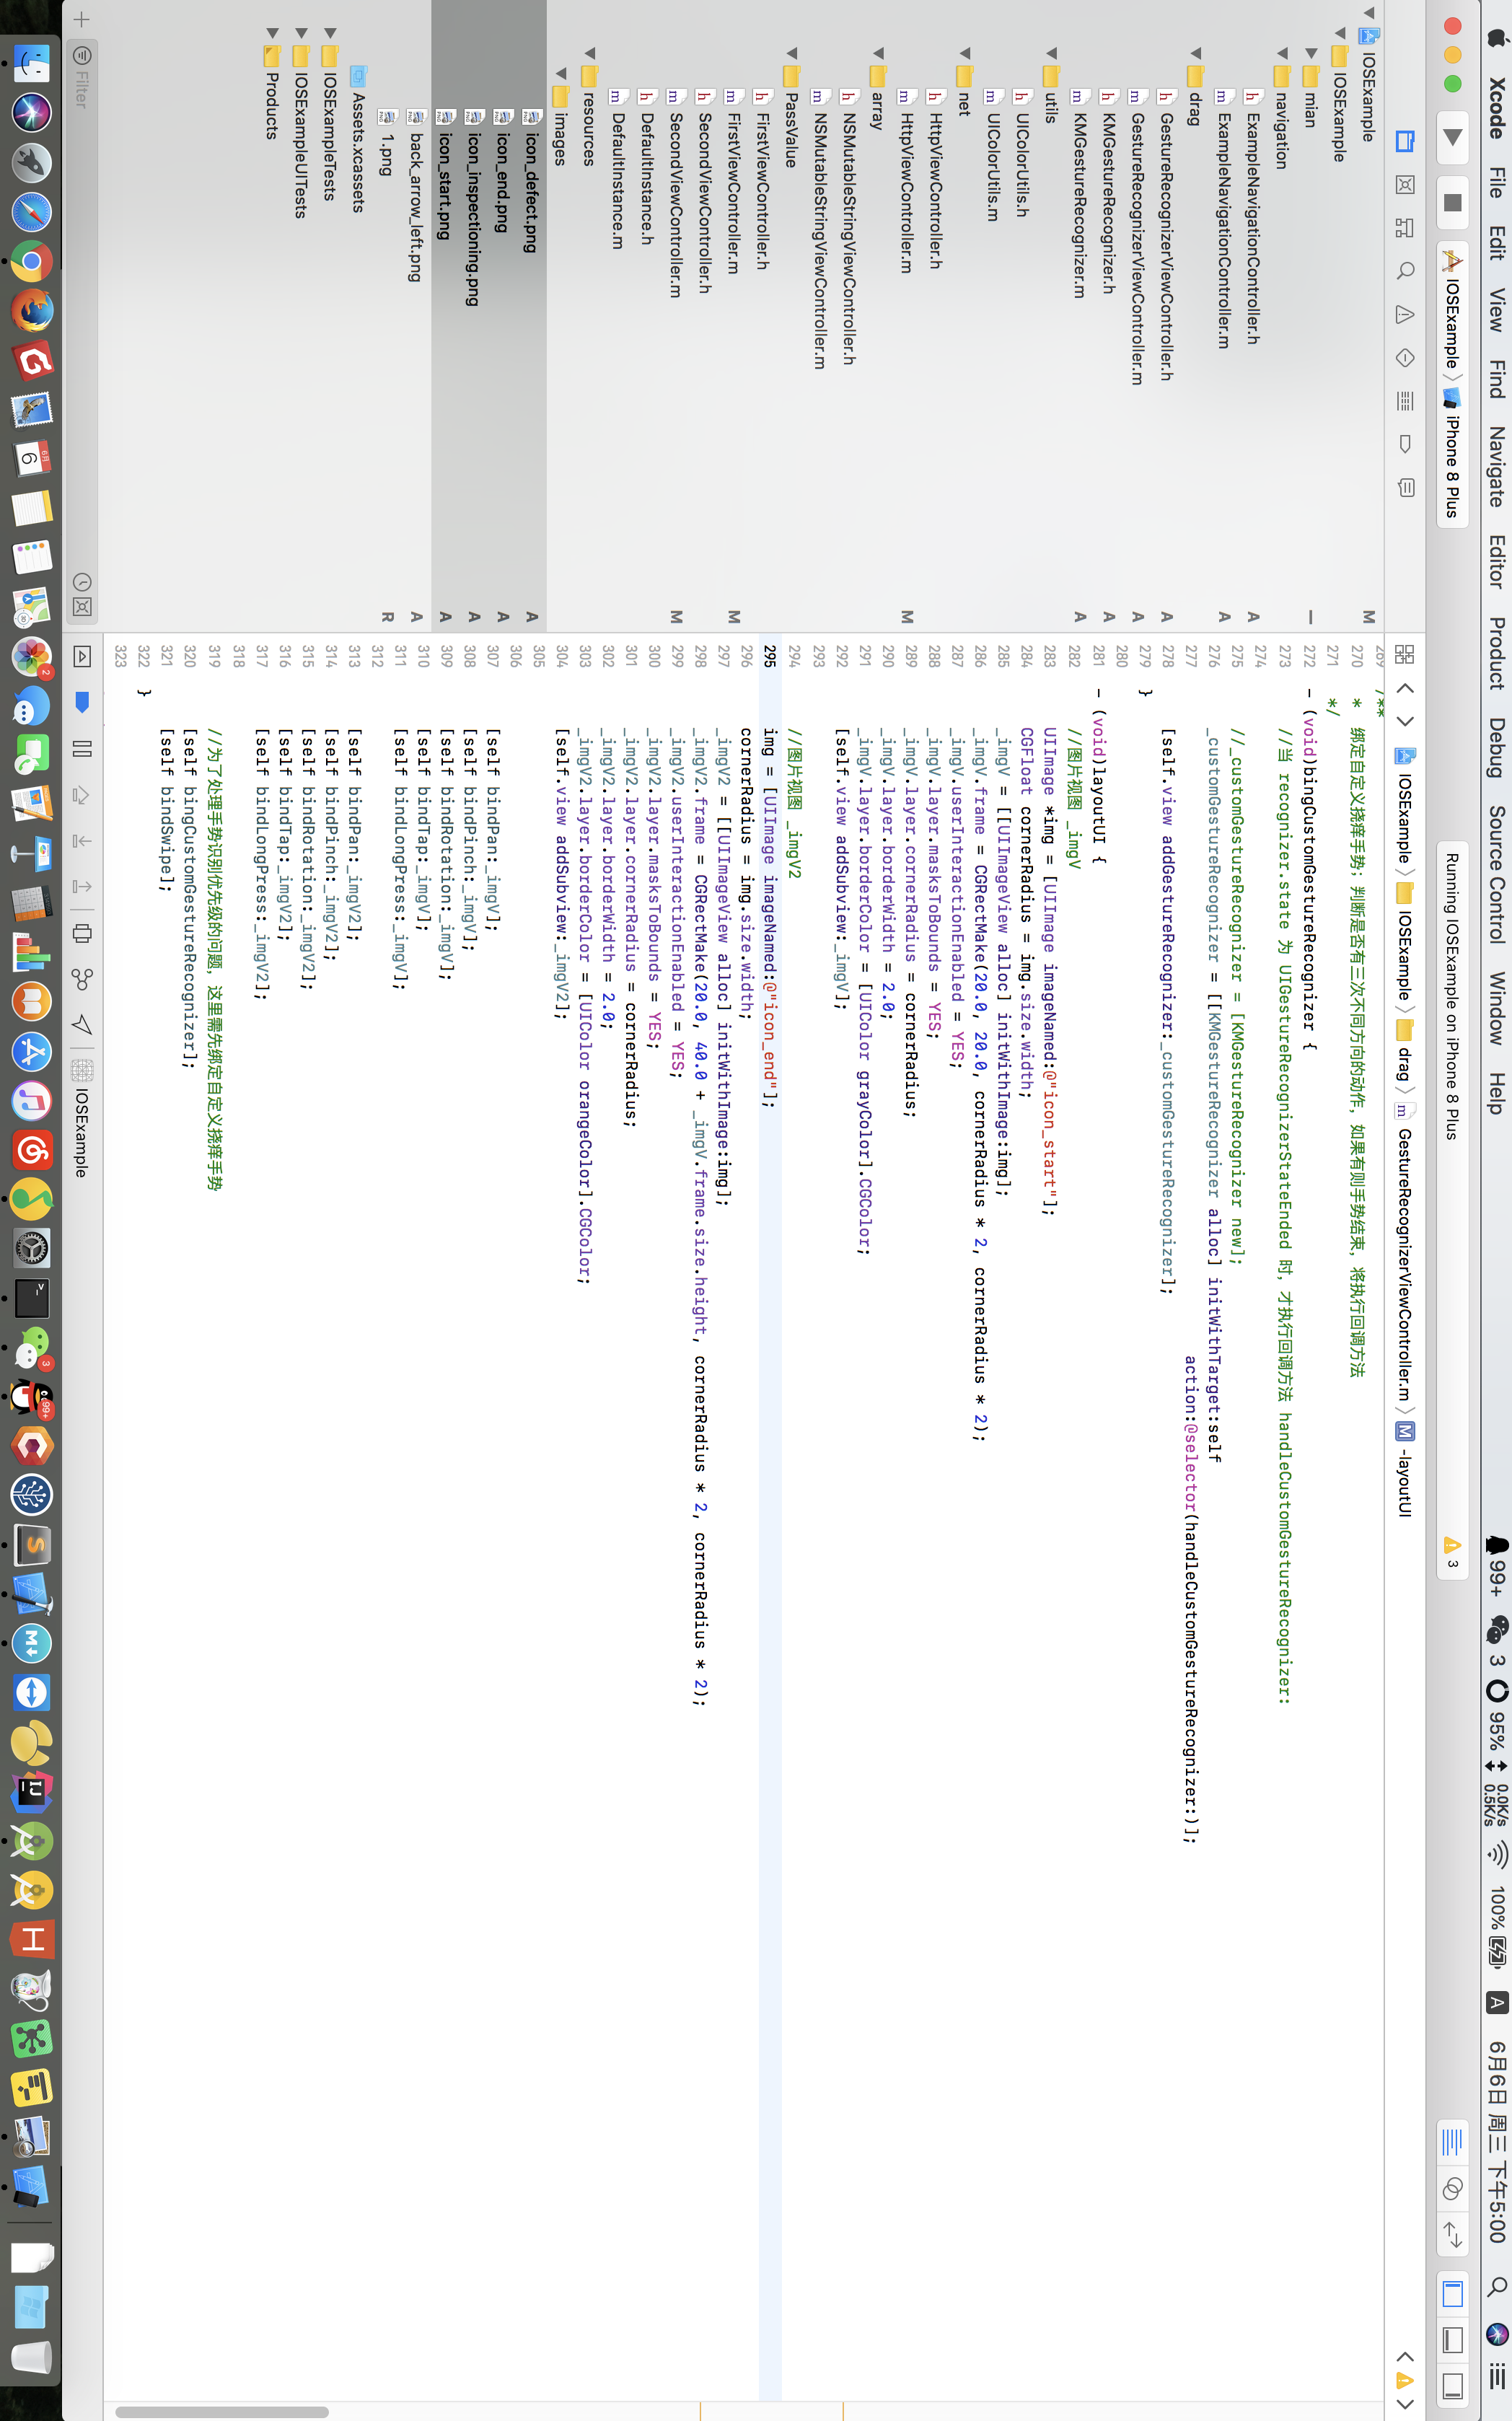 Xcode File Edit View Find Navigate Editor Product Debug Source Control Window Help
99+ 3 95% 0.0K/s 0.5K/s 100% A 6月6日 周三 下午5:00
IOSExample iPhone 8 Plus
Running IOSExample on iPhone 8 Plus
3
IOSExample IOSExample drag m GestureRecognizerViewController.m M -layoutUI
IOSExample M
IOSExample
mian
navigation
h ExampleNavigationController.h A
m ExampleNavigationController.m A
drag
h GestureRecognizerViewController.h A
m GestureRecognizerViewController.m A
h KMGestureRecognizer.h A
m KMGestureRecognizer.m A
utils
h UIColorUtils.h
m UIColorUtils.m
net
h HttpViewController.h
m HttpViewController.m M
array
h NSMutableStringViewController.h
m NSMutableStringViewController.m
PassValue
h FirstViewController.h
m FirstViewController.m M
h SecondViewController.h
m SecondViewController.m M
h DefaultInstance.h
m DefaultInstance.m
resources
images
icon_defect.png A
icon_end.png A
icon_inspectioning.png A
icon_start.png A
back_arrow_left.png A
1.png R
Assets.xcassets
IOSExampleTests
IOSExampleUITests
Products
Filter
269 /**
270 * 绑定自定义挠痒手势；判断是否有三次不同方向的动作，如果有则手势结束，将执行回调方法
271 */
272 - (void)bingCustomGestureRecognizer {
273 //当 recognizer.state 为 UIGestureRecognizerStateEnded 时，才执行回调方法 handleCustomGestureRecognizer:
274
275 //_customGestureRecognizer = [KMGestureRecognizer new];
276 _customGestureRecognizer = [[KMGestureRecognizer alloc] initWithTarget:self
277 action:@selector(handleCustomGestureRecognizer:)];
278 [self.view addGestureRecognizer:_customGestureRecognizer];
279 }
280
281 - (void)layoutUI {
282 //图片视图 _imgV
283 UIImage *img = [UIImage imageNamed:@"icon_start"];
284 CGFloat cornerRadius = img.size.width;
285 _imgV = [[UIImageView alloc] initWithImage:img];
286 _imgV.frame = CGRectMake(20.0, 20.0, cornerRadius * 2, cornerRadius * 2);
287 _imgV.userInteractionEnabled = YES;
288 _imgV.layer.masksToBounds = YES;
289 _imgV.layer.cornerRadius = cornerRadius;
290 _imgV.layer.borderWidth = 2.0;
291 _imgV.layer.borderColor = [UIColor grayColor].CGColor;
292 [self.view addSubview:_imgV];
293
294 //图片视图 _imgV2
295 img = [UIImage imageNamed:@"icon_end"];
296 cornerRadius = img.size.width;
297 _imgV2 = [[UIImageView alloc] initWithImage:img];
298 _imgV2.frame = CGRectMake(20.0, 40.0 + _imgV.frame.size.height, cornerRadius * 2, cornerRadius * 2);
299 _imgV2.userInteractionEnabled = YES;
300 _imgV2.layer.masksToBounds = YES;
301 _imgV2.layer.cornerRadius = cornerRadius;
302 _imgV2.layer.borderWidth = 2.0;
303 _imgV2.layer.borderColor = [UIColor orangeColor].CGColor;
304 [self.view addSubview:_imgV2];
305
306
307 [self bindPan:_imgV];
308 [self bindPinch:_imgV];
309 [self bindRotation:_imgV];
310 [self bindTap:_imgV];
311 [self bindLongPress:_imgV];
312
313 [self bindPan:_imgV2];
314 [self bindPinch:_imgV2];
315 [self bindRotation:_imgV2];
316 [self bindTap:_imgV2];
317 [self bindLongPress:_imgV2];
318
319 //为了处理手势识别优先级的问题，这里需先绑定自定义挠痒手势
320 [self bingCustomGestureRecognizer];
321 [self bindSwipe];
322 }
323
IOSExample